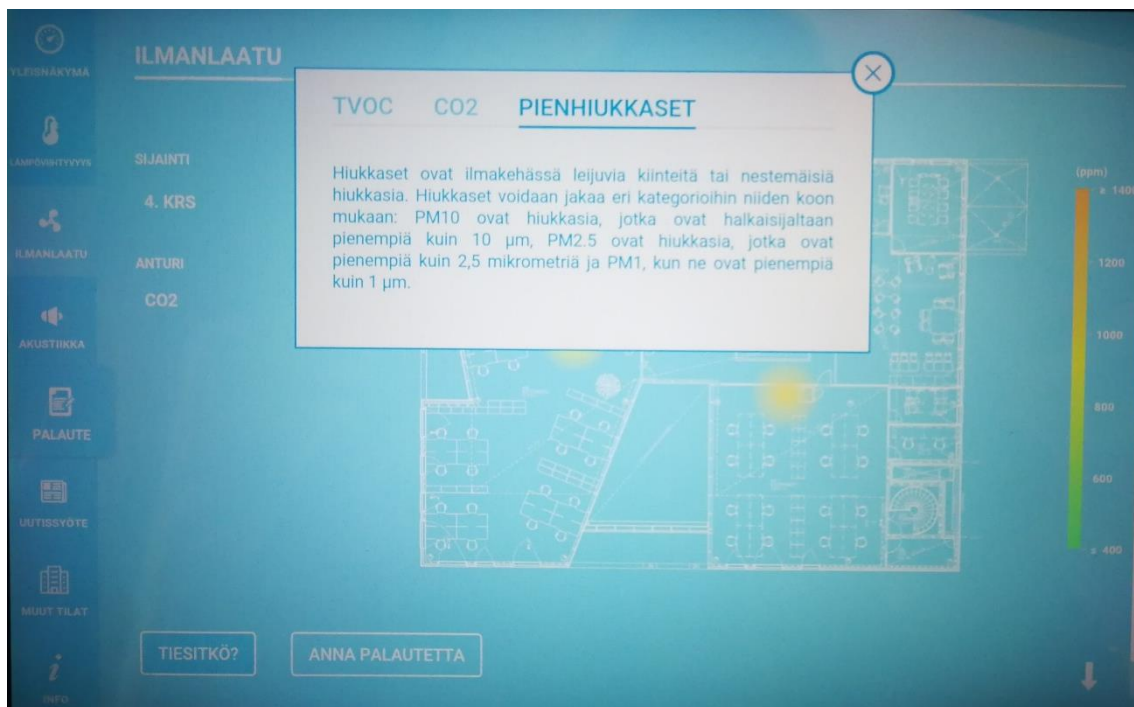 YLEISNÄKYMÄ
LÄMPÖVIIHTYVYYS
ILMANLAATU
AKUSTIIKKA
PALAUTE
UUTISSYÖTE
MUUT TILAT
INFO
ILMANLAATU
SIJAINTI
4. KRS
ANTURI
CO2
TVOC CO2 PIENHIUKKASET
Hiukkaset ovat ilmakehässä leijuvia kiinteitä tai nestemäisiä
hiukkasia. Hiukkaset voidaan jakaa eri kategorioihin niiden koon
mukaan: PM10 ovat hiukkasia, jotka ovat halkaisijaltaan
pienempiä kuin 10 µm, PM2.5 ovat hiukkasia, jotka ovat
pienempiä kuin 2,5 mikrometriä ja PM1, kun ne ovat pienempiä
kuin 1 µm.
(ppm)
≥ 1400
1200
1000
800
600
≤ 400
TIESITKÖ?
ANNA PALAUTETTA